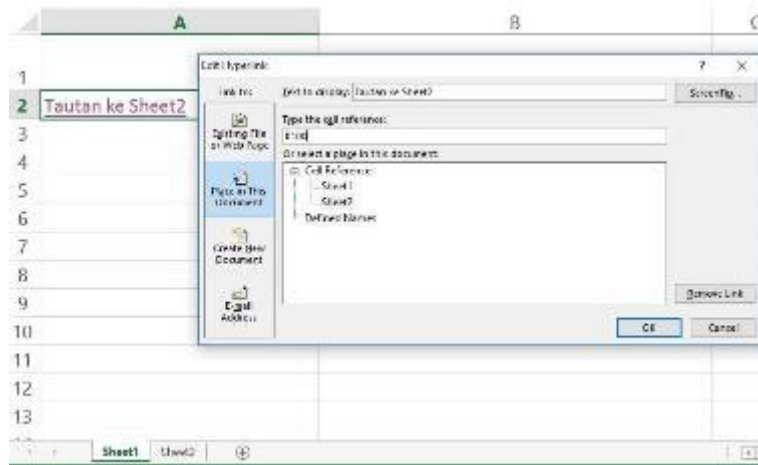 A B C
Edit Hyperlink ? X
Link to: Text to display: Tautan ke Sheet2 ScreenTip...
1
2 Tautan ke Sheet2
Existing File or Web Page
Type the cell reference:
3
Or select a place in this document:
4
Cell Reference
Place in This Document
Sheet1
5
Sheet2
6
Defined Names
7
Create New Document
8
9
E-mail Address
Remove Link
10
OK Cancel
11
12
13
Sheet1 Sheet2